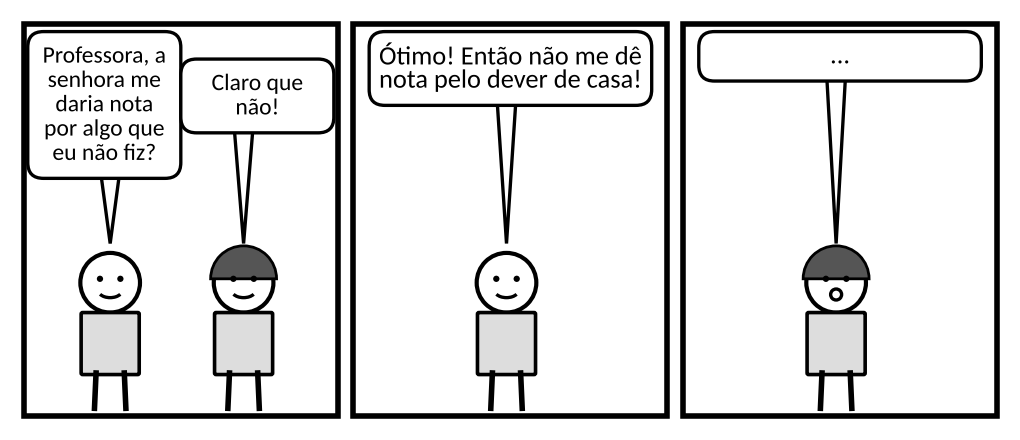 Professora, a
senhora me
daria nota
por algo que
eu não fiz?
Claro que
não!
Ótimo! Então não me dê
nota pelo dever de casa!
...